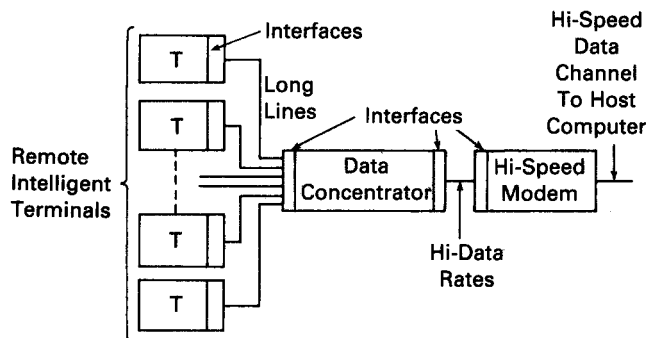 Interfaces
T
Long
Lines
T
Remote
Intelligent
Terminals
T
T
Interfaces
Data
Concentrator
Hi-Speed
Modem
Hi-Data
Rates
Hi-Speed
Data
Channel
To Host
Computer